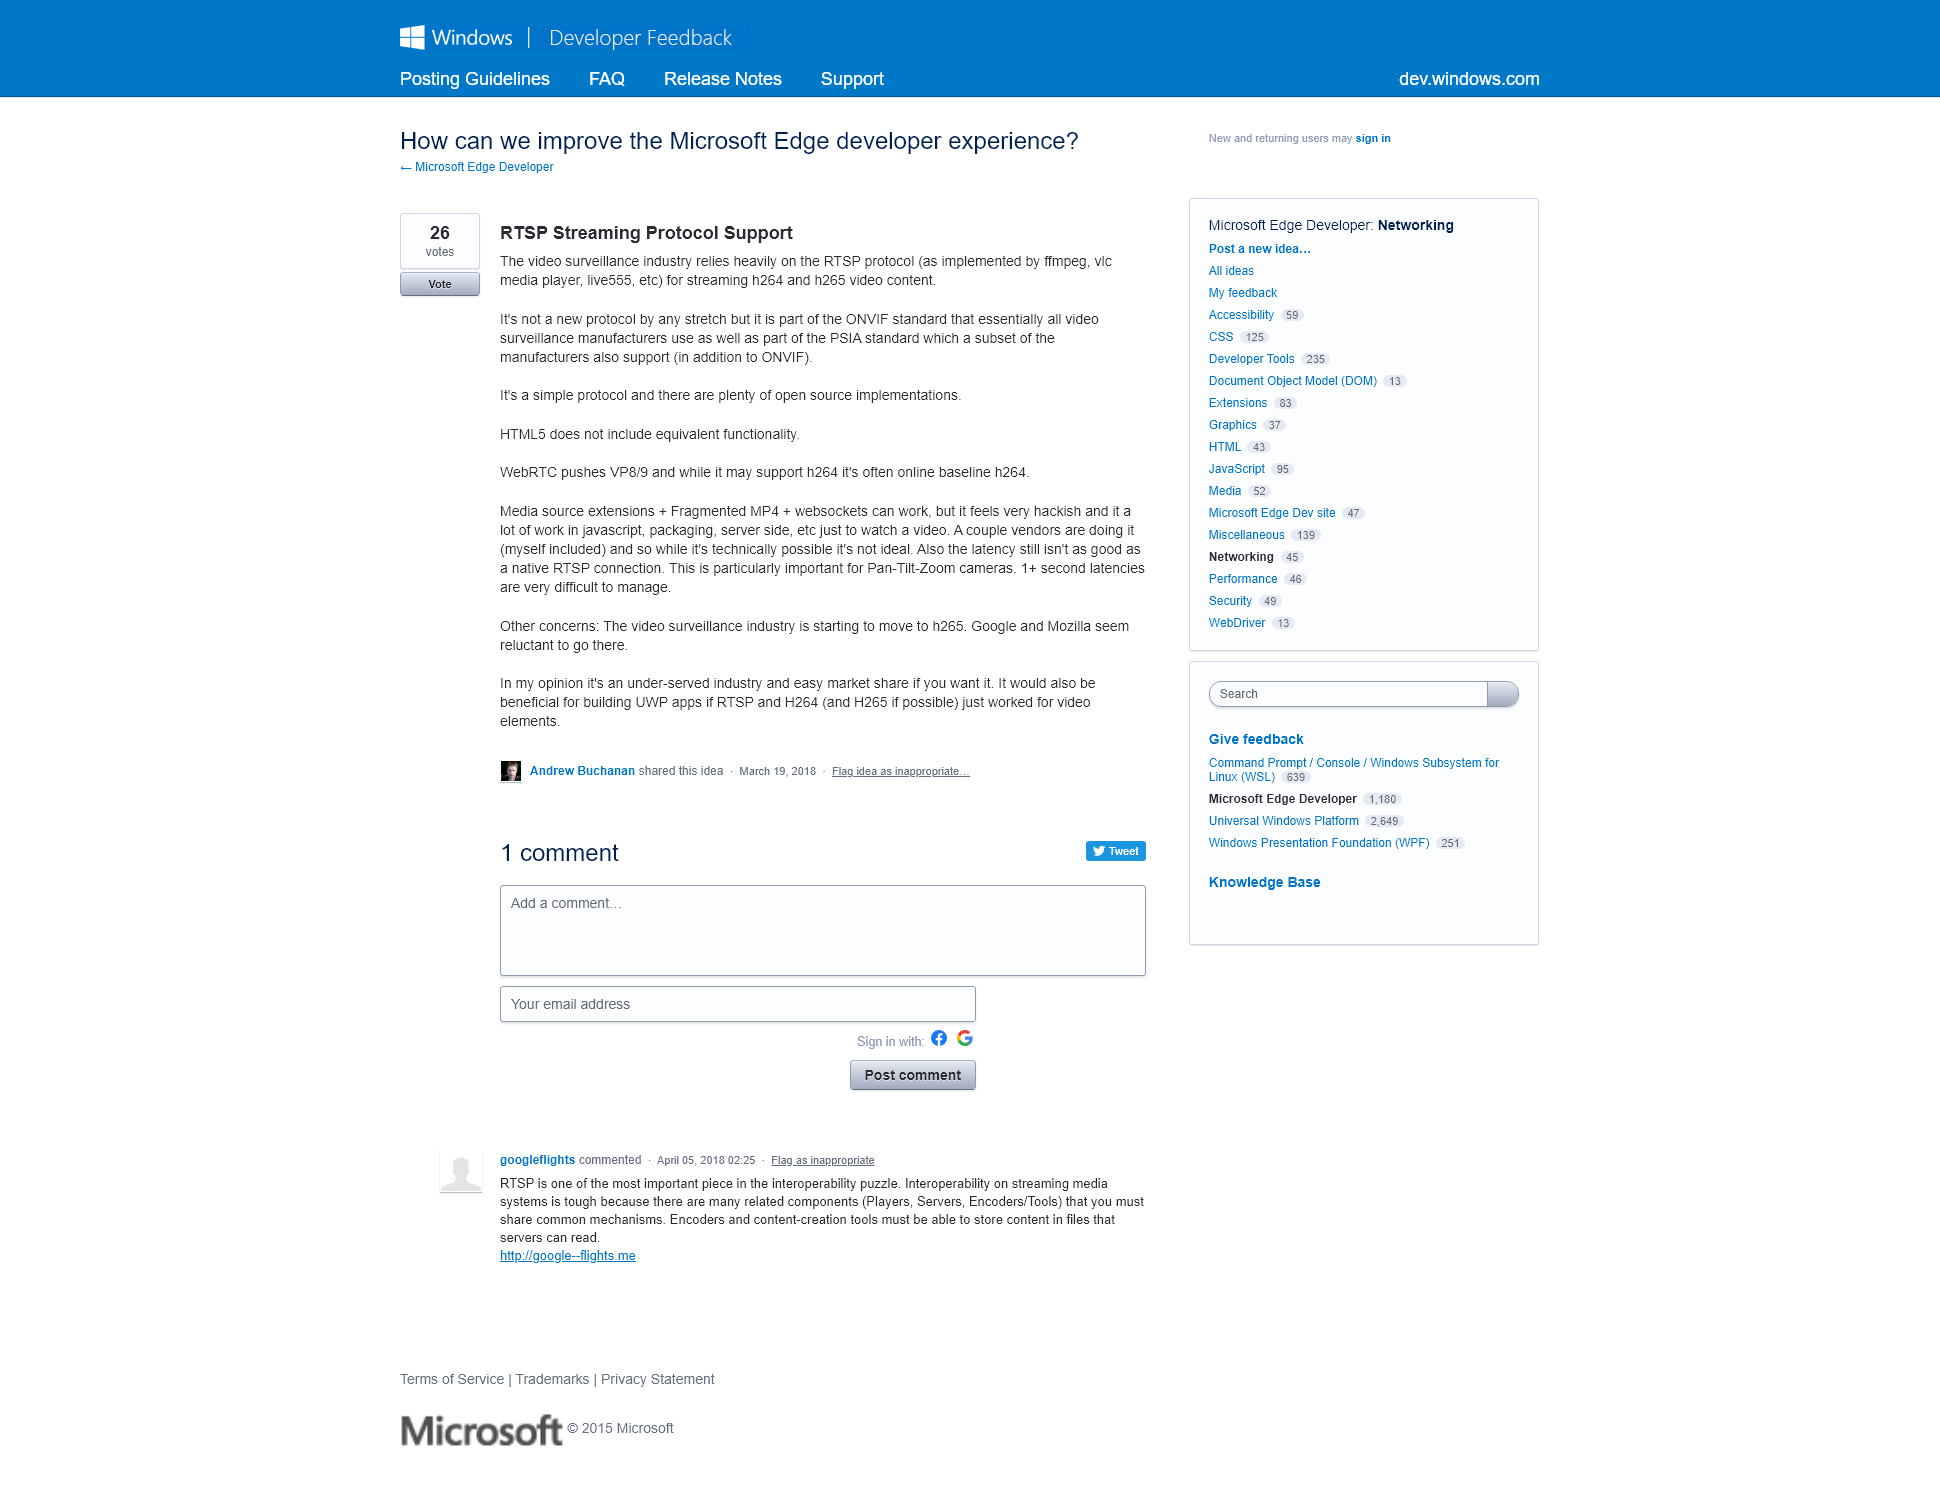 Windows | Developer Feedback
Posting Guidelines FAQ Release Notes Support dev.windows.com
How can we improve the Microsoft Edge developer experience?
← Microsoft Edge Developer
New and returning users may sign in
26
votes
Vote
RTSP Streaming Protocol Support
The video surveillance industry relies heavily on the RTSP protocol (as implemented by ffmpeg, vlc
media player, live555, etc) for streaming h264 and h265 video content.
It's not a new protocol by any stretch but it is part of the ONVIF standard that essentially all video
surveillance manufacturers use as well as part of the PSIA standard which a subset of the
manufacturers also support (in addition to ONVIF).
It's a simple protocol and there are plenty of open source implementations.
HTML5 does not include equivalent functionality.
WebRTC pushes VP8/9 and while it may support h264 it's often online baseline h264.
Media source extensions + Fragmented MP4 + websockets can work, but it feels very hackish and it a
lot of work in javascript, packaging, server side, etc just to watch a video. A couple vendors are doing it
(myself included) and so while it's technically possible it's not ideal. Also the latency still isn't as good as
a native RTSP connection. This is particularly important for Pan-Tilt-Zoom cameras. 1+ second latencies
are very difficult to manage.
Other concerns: The video surveillance industry is starting to move to h265. Google and Mozilla seem
reluctant to go there.
In my opinion it's an under-served industry and easy market share if you want it. It would also be
beneficial for building UWP apps if RTSP and H264 (and H265 if possible) just worked for video
elements.
Andrew Buchanan shared this idea · March 19, 2018 · Flag idea as inappropriate…
1 comment
Tweet
Add a comment…
Your email address
Sign in with:
Post comment
googleflights commented · April 05, 2018 02:25 · Flag as inappropriate
RTSP is one of the most important piece in the interoperability puzzle. Interoperability on streaming media
systems is tough because there are many related components (Players, Servers, Encoders/Tools) that you must
share common mechanisms. Encoders and content-creation tools must be able to store content in files that
servers can read.
http://google--flights.me
Microsoft Edge Developer: Networking
Post a new idea…
All ideas
My feedback
Accessibility 59
CSS 125
Developer Tools 235
Document Object Model (DOM) 13
Extensions 83
Graphics 37
HTML 43
JavaScript 95
Media 52
Microsoft Edge Dev site 47
Miscellaneous 139
Networking 45
Performance 46
Security 49
WebDriver 13
Search
Give feedback
Command Prompt / Console / Windows Subsystem for
Linux (WSL) 639
Microsoft Edge Developer 1,180
Universal Windows Platform 2,649
Windows Presentation Foundation (WPF) 251
Knowledge Base
Terms of Service | Trademarks | Privacy Statement
Microsoft © 2015 Microsoft